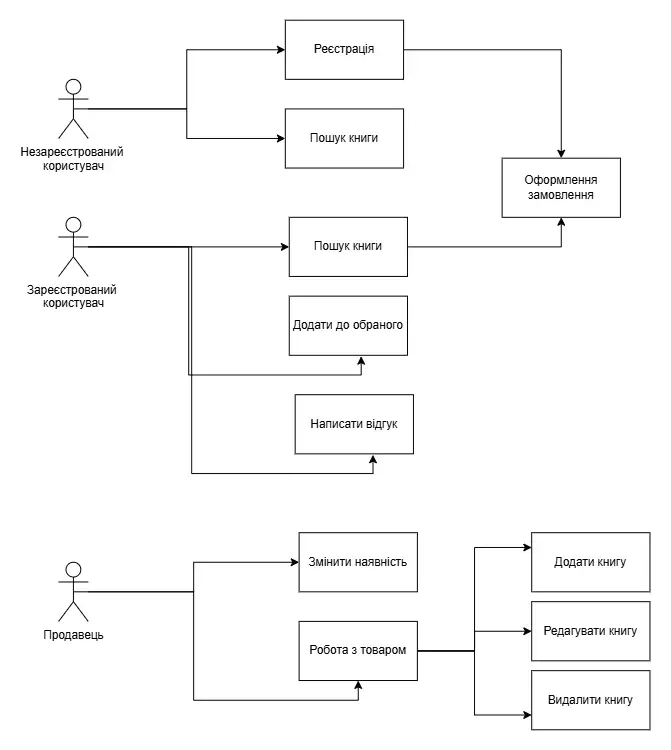 Реєстрація
Незареєстрований
користувач
Пошук книги
Оформлення
замовлення
Зареєстрований
користувач
Пошук книги
Додати до обраного
Написати відгук
Продавець
Змінити наявність
Додати книгу
Робота з товаром
Редагувати книгу
Видалити книгу